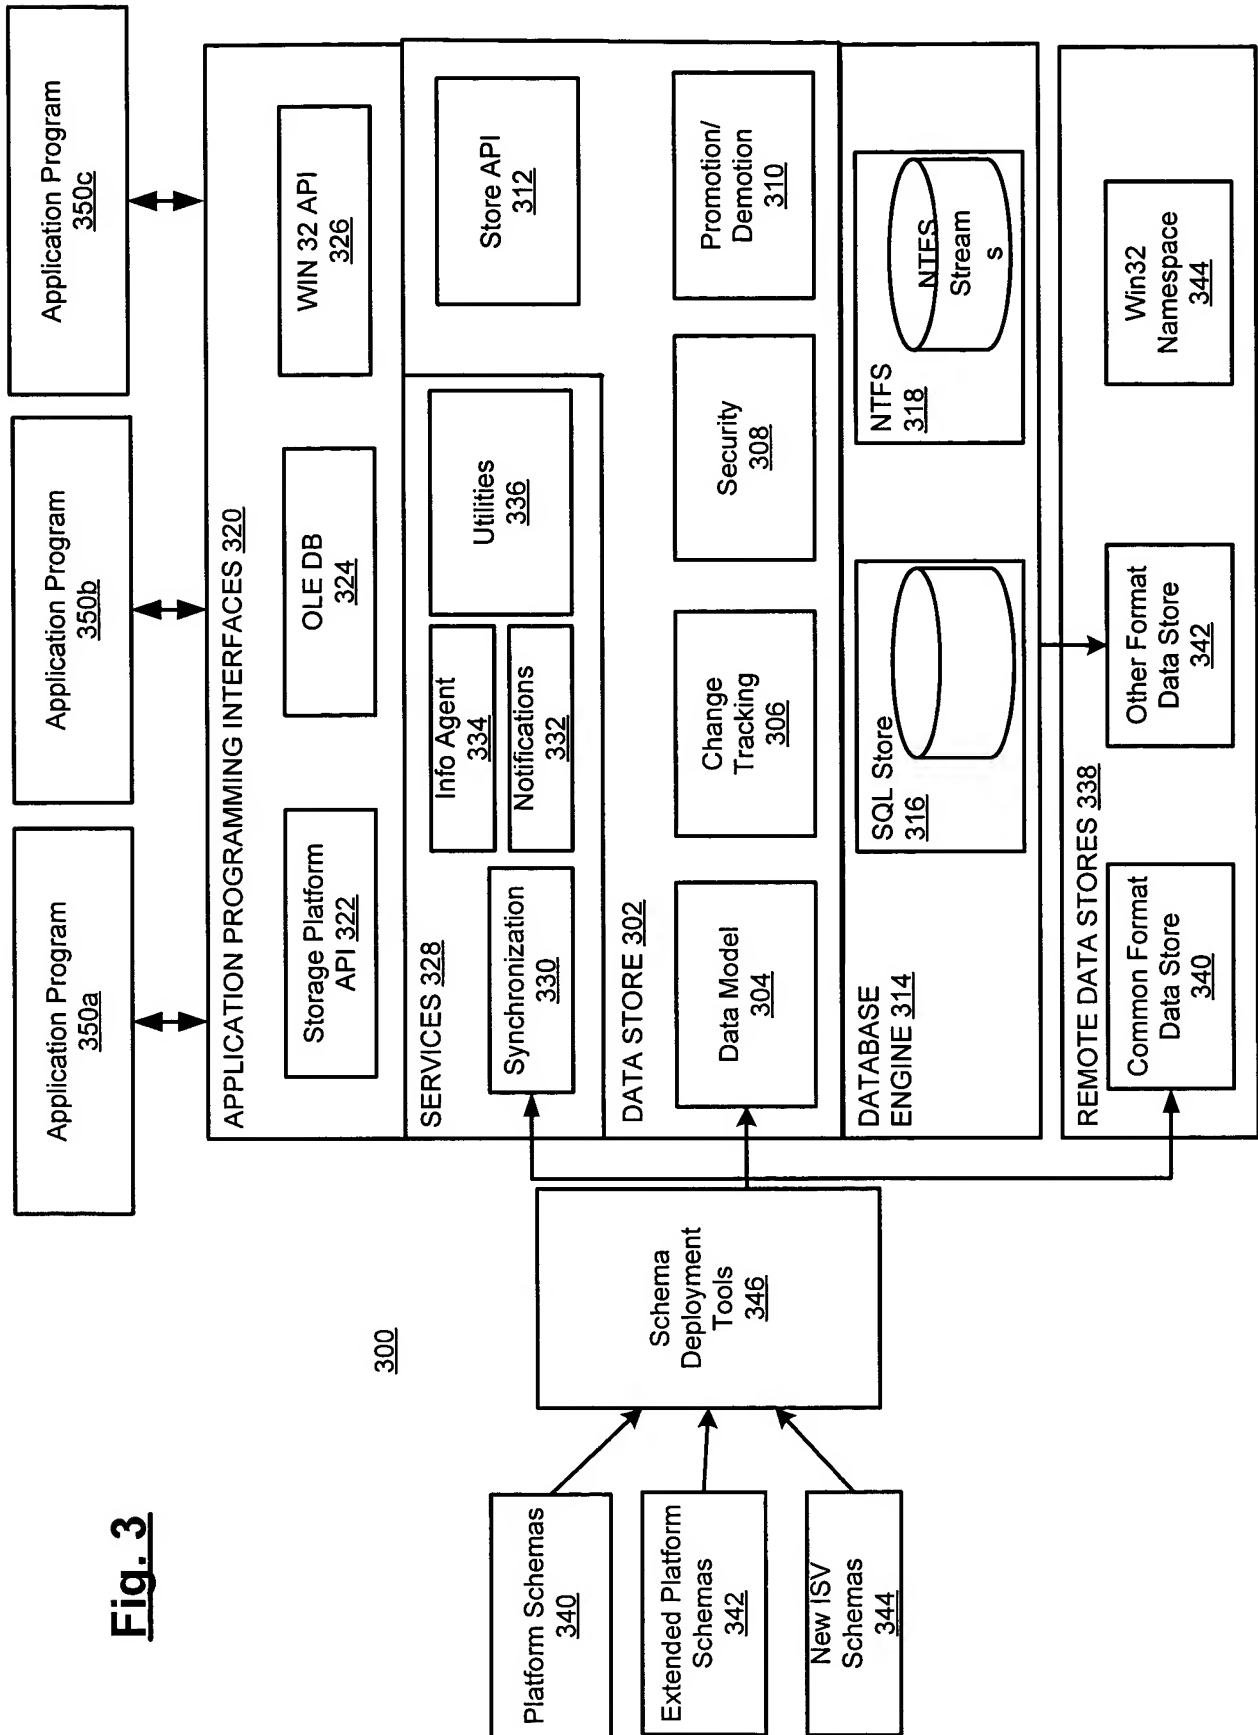 Fig. 3
300
Application Program
350a
Application Program
350b
Application Program
350c
APPLICATION PROGRAMMING INTERFACES 320
Storage Platform
API 322
OLE DB
324
WIN 32 API
326
SERVICES 328
Synchronization
330
Info Agent
334
Notifications
332
Utilities
336
Store API
312
DATA STORE 302
Data Model
304
Change
Tracking
306
Security
308
Promotion/
Demotion
310
DATABASE
ENGINE 314
SQL Store
316
NTFS
318
NTFS
Stream
s
REMOTE DATA STORES 338
Common Format
Data Store
340
Other Format
Data Store
342
Win32
Namespace
344
Schema
Deployment
Tools
346
Platform Schemas
340
Extended Platform
Schemas
342
New ISV
Schemas
344